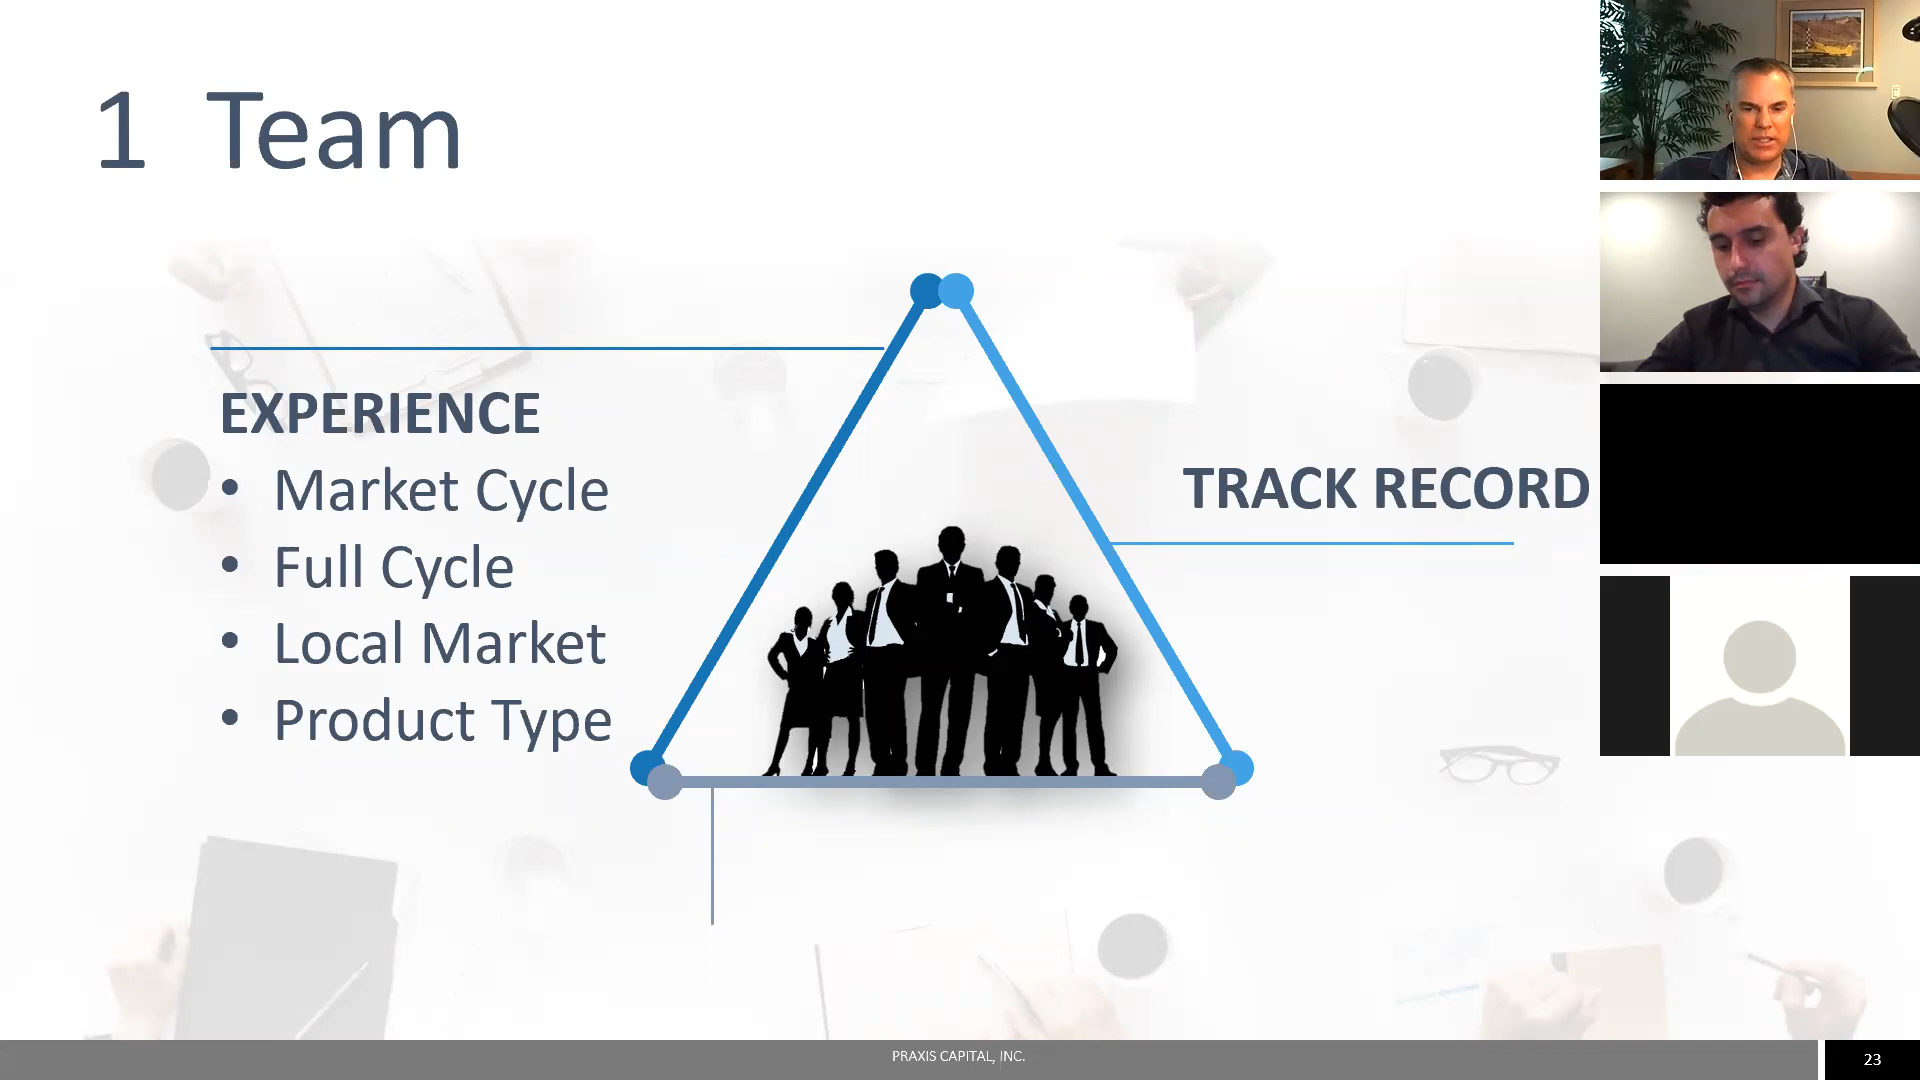 1 Team
EXPERIENCE
• Market Cycle
• Full Cycle
• Local Market
• Product Type
TRACK RECORD
PRAXIS CAPITAL, INC.
23